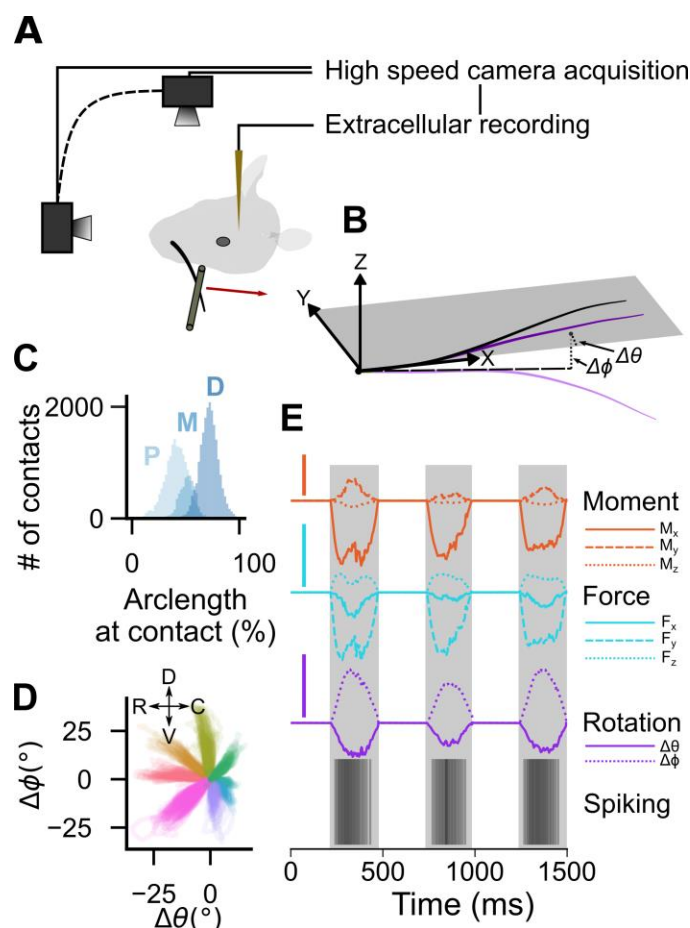 A
High speed camera acquisition
Extracellular recording
B
Z
Y
X
Δϕ
Δθ
C
# of contacts
2000
0
P
M
D
0
100
Arclength
at contact (%)
D
Δϕ(°)
25
0
−25
D
R
C
V
−25
0
Δθ(°)
E
Moment
Mx
My
Mz
Force
Fx
Fy
Fz
Rotation
Δθ
Δϕ
Spiking
0
500
1000
1500
Time (ms)